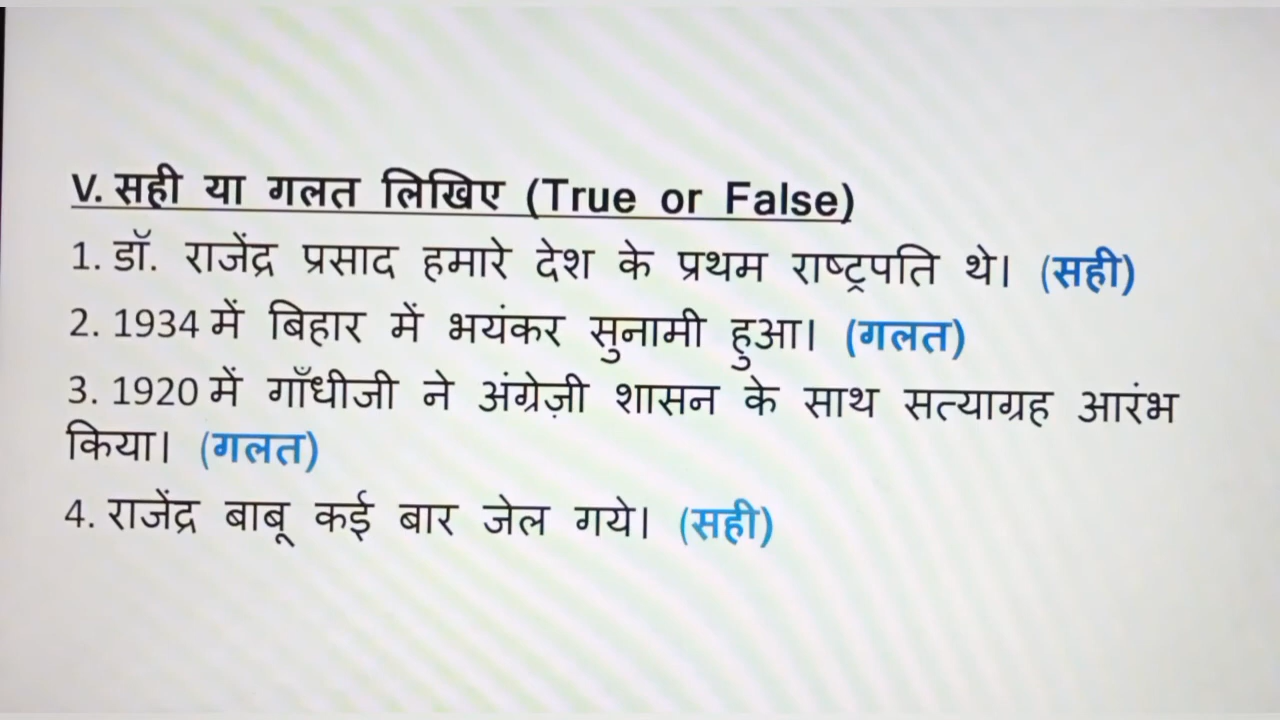 V. सही या गलत लिखिए (True or False)
1. डॉ. राजेंद्र प्रसाद हमारे देश के प्रथम राष्ट्रपति थे। (सही)
2. 1934 में बिहार में भयंकर सुनामी हुआ। (गलत)
3. 1920 में गाँधीजी ने अंग्रेज़ी शासन के साथ सत्याग्रह आरंभ
किया। (गलत)
4. राजेंद्र बाबू कई बार जेल गये। (सही)